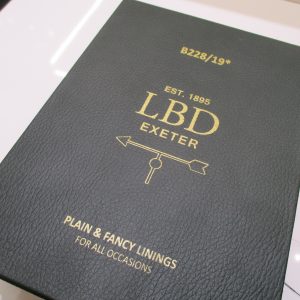 B228/19*
EST. 1895
LBD
EXETER
PLAIN & FANCY LININGS
FOR ALL OCCASIONS